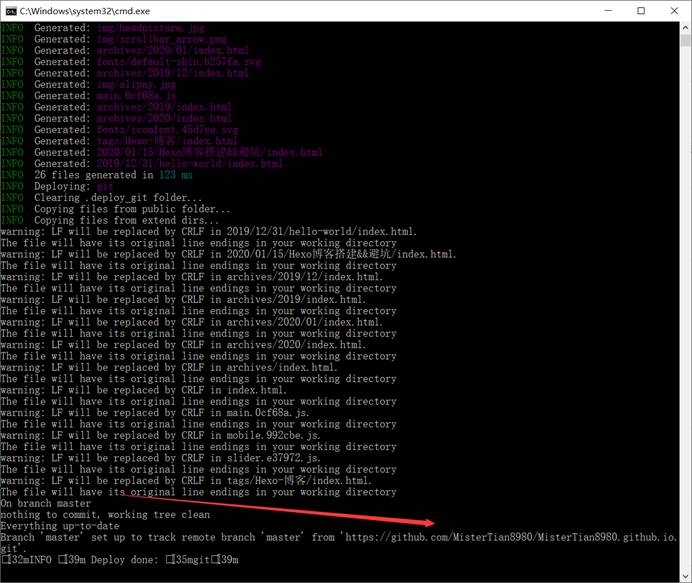 C:\Windows\system32\cmd.exe
INFO  Generated: img/headpicture.jpg
INFO  Generated: img/scrollbar_arrow.png
INFO  Generated: archives/2020/01/index.html
INFO  Generated: fonts/default-skin.b257fa.svg
INFO  Generated: archives/2019/12/index.html
INFO  Generated: img/alipay.jpg
INFO  Generated: main.0cf68a.js
INFO  Generated: archives/2019/index.html
INFO  Generated: archives/2020/index.html
INFO  Generated: fonts/iconfont.45d7ee.svg
INFO  Generated: tags/Hexo-博客/index.html
INFO  Generated: 2020/01/15/Hexo博客搭建&&避坑/index.html
INFO  Generated: 2019/12/31/hello-world/index.html
INFO  26 files generated in 123 ms
INFO  Deploying: git
INFO  Clearing .deploy_git folder...
INFO  Copying files from public folder...
INFO  Copying files from extend dirs...
warning: LF will be replaced by CRLF in 2019/12/31/hello-world/index.html.
The file will have its original line endings in your working directory
warning: LF will be replaced by CRLF in 2020/01/15/Hexo博客搭建&&避坑/index.html.
The file will have its original line endings in your working directory
warning: LF will be replaced by CRLF in archives/2019/12/index.html.
The file will have its original line endings in your working directory
warning: LF will be replaced by CRLF in archives/2019/index.html.
The file will have its original line endings in your working directory
warning: LF will be replaced by CRLF in archives/2020/01/index.html.
The file will have its original line endings in your working directory
warning: LF will be replaced by CRLF in archives/2020/index.html.
The file will have its original line endings in your working directory
warning: LF will be replaced by CRLF in archives/index.html.
The file will have its original line endings in your working directory
warning: LF will be replaced by CRLF in index.html.
The file will have its original line endings in your working directory
warning: LF will be replaced by CRLF in main.0cf68a.js.
The file will have its original line endings in your working directory
warning: LF will be replaced by CRLF in mobile.992cbe.js.
The file will have its original line endings in your working directory
warning: LF will be replaced by CRLF in slider.e37972.js.
The file will have its original line endings in your working directory
warning: LF will be replaced by CRLF in tags/Hexo-博客/index.html.
The file will have its original line endings in your working directory
On branch master
nothing to commit, working tree clean
Everything up-to-date
Branch 'master' set up to track remote branch 'master' from 'https://github.com/MisterTian8980/MisterTian8980.github.io.
git'.
[32mINFO [39m Deploy done: [35mgit[39m